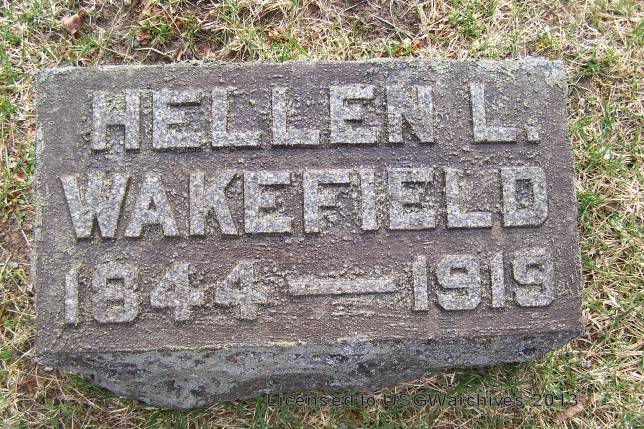 HELLEN L.
WAKEFIELD
1844 — 1919
Licensed to USGWarchives 2013